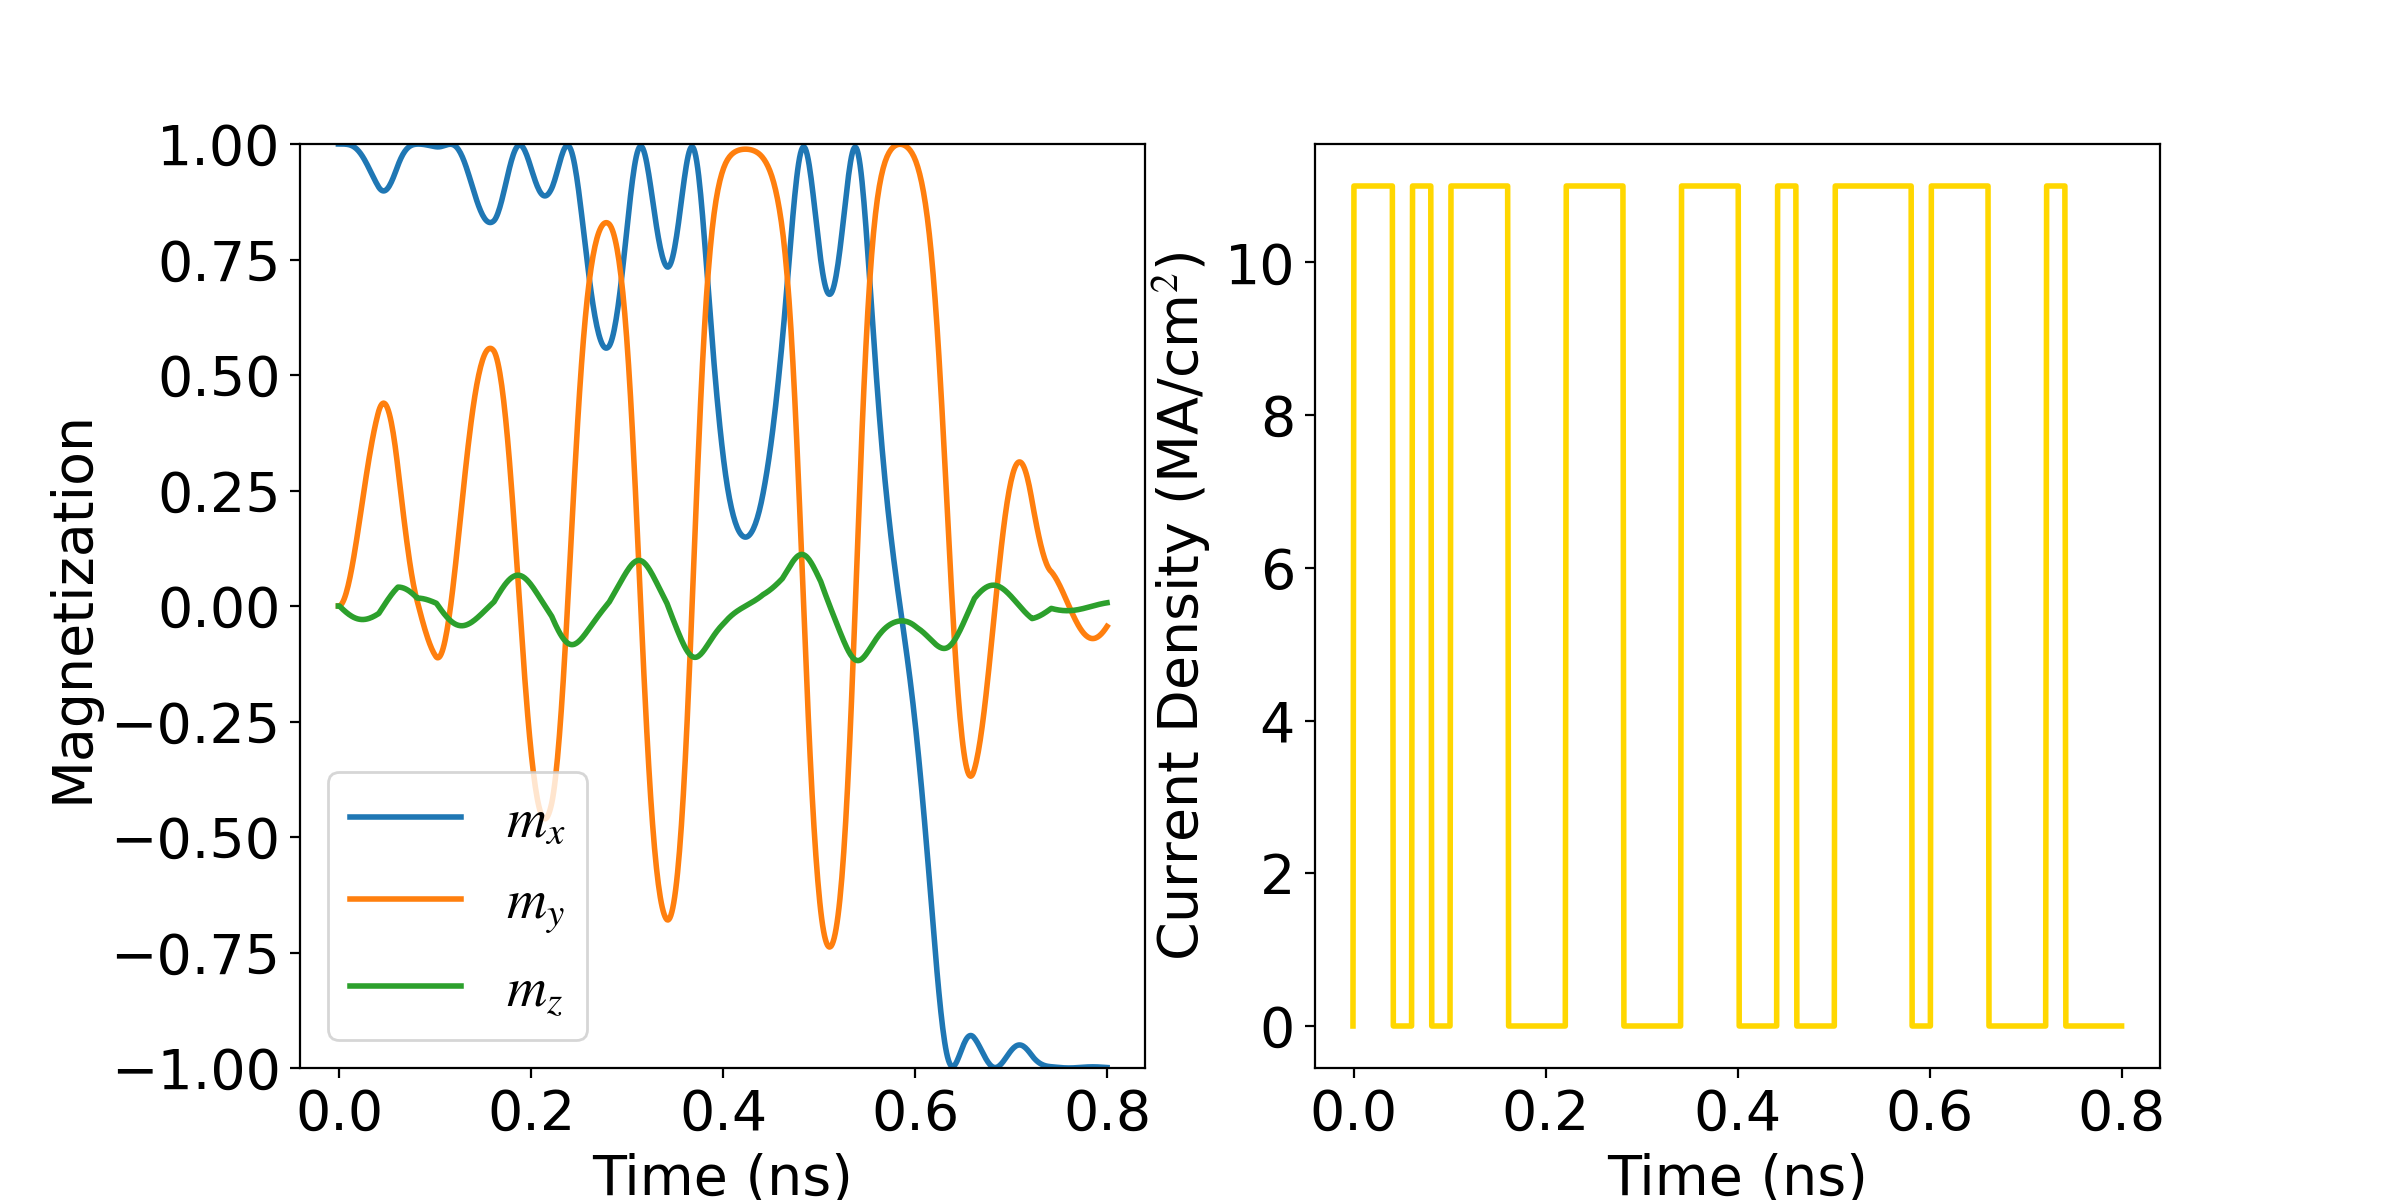 Magnetization
1.00
0.75
0.50
0.25
0.00
−0.25
−0.50
−0.75
−1.00
m_x
m_y
m_z
0.0 0.2 0.4 0.6 0.8
Time (ns)
Current Density (MA/cm²)
10
8
6
4
2
0
0.0 0.2 0.4 0.6 0.8
Time (ns)